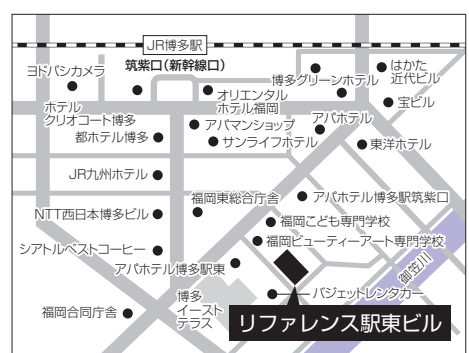 JR博多駅
筑紫口(新幹線口)
ヨドバシカメラ
博多グリーンホテル
はかた
近代ビル
オリエンタル
ホテル福岡
宝ビル
ホテル
クリオコート博多
アパマンショップ
アパホテル
都ホテル博多
サンライフホテル
東洋ホテル
JR九州ホテル
福岡東総合庁舎
アパホテル博多駅筑紫口
NTT西日本博多ビル
福岡こども専門学校
福岡ビューティーアート専門学校
シアトルベストコーヒー
アパホテル博多駅東
御笠川
バジェットレンタカー
博多
イースト
テラス
福岡合同庁舎
リファレンス駅東ビル